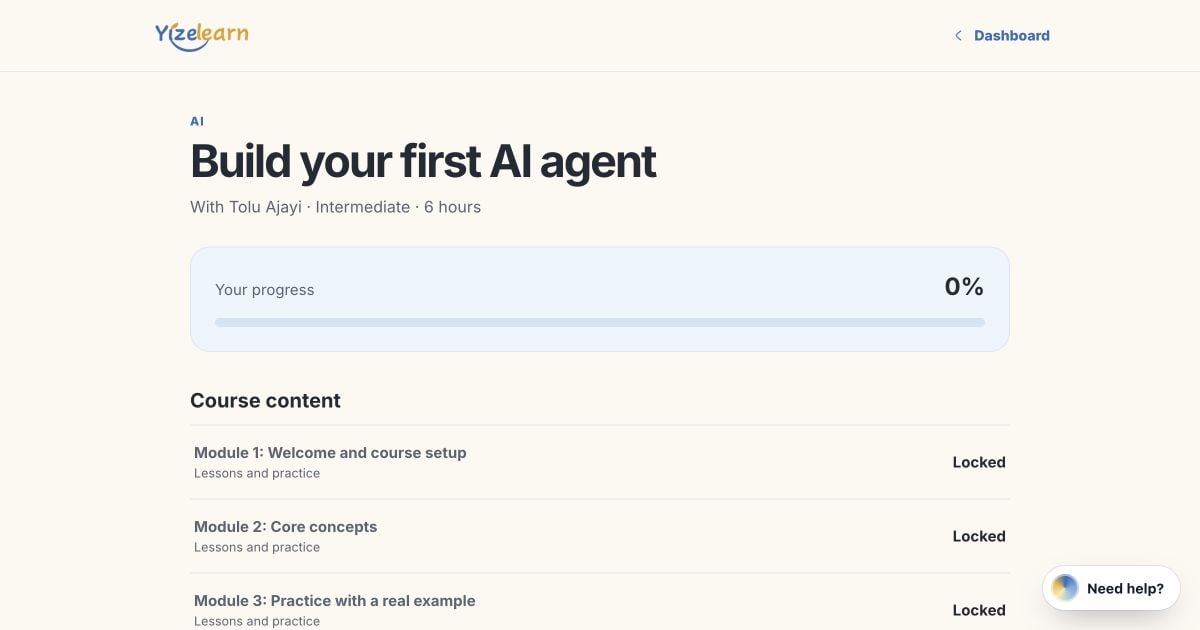 Yizelearn
Dashboard
AI
Build your first AI agent
With Tolu Ajayi · Intermediate · 6 hours
Your progress
0%
Course content
Module 1: Welcome and course setup
Lessons and practice
Locked
Module 2: Core concepts
Lessons and practice
Locked
Module 3: Practice with a real example
Lessons and practice
Locked
Need help?